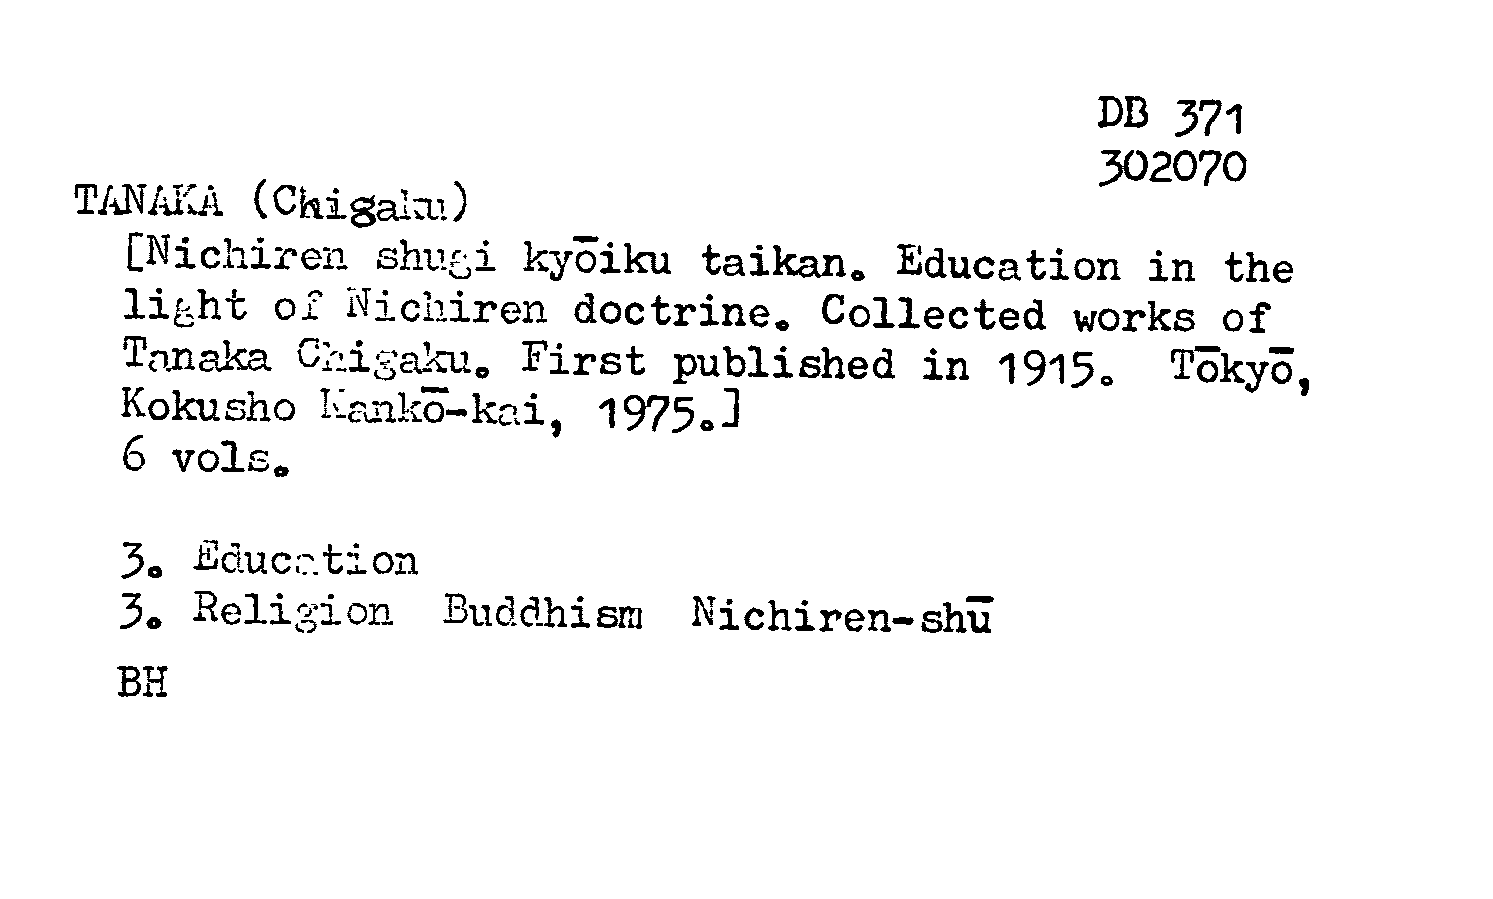 DB 371
302070
TANAKA (Chigaku)
[Nichiren shugi kyōiku taikan. Education in the
light of Nichiren doctrine. Collected works of
Tanaka Chigaku. First published in 1915. Tōkyō,
Kokusho Kankō-kai, 1975.]
6 vols.
3. Education
3. Religion Buddhism Nichiren-shū
BH